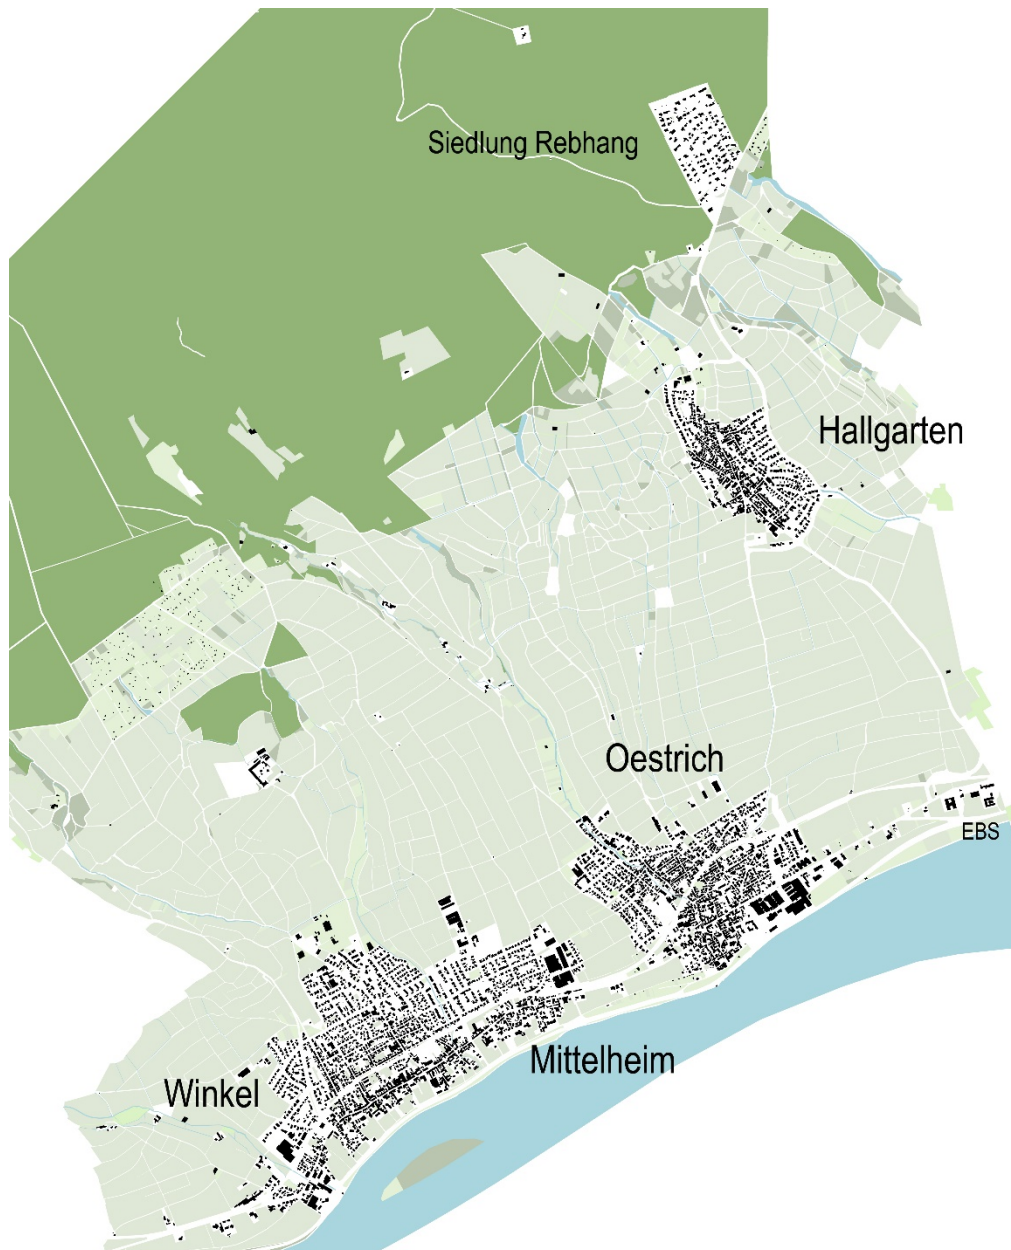 Siedlung Rebhang
Hallgarten
Oestrich
EBS
Mittelheim
Winkel